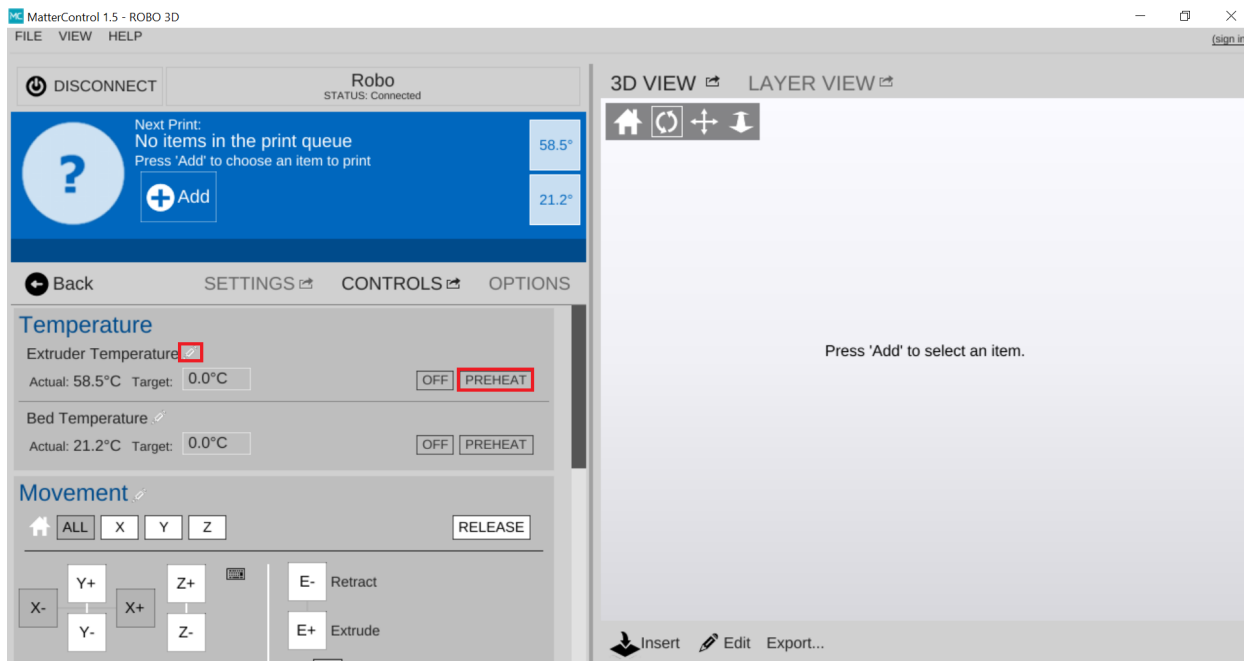 MC MatterControl 1.5 - ROBO 3D
FILE VIEW HELP
(sign in
DISCONNECT
Robo
STATUS: Connected
Next Print:
No items in the print queue
Press 'Add' to choose an item to print
Add
58.5°
21.2°
Back SETTINGS CONTROLS OPTIONS
Temperature
Extruder Temperature
Actual: 58.5°C Target: 0.0°C OFF PREHEAT
Bed Temperature
Actual: 21.2°C Target: 0.0°C OFF PREHEAT
Movement
ALL X Y Z RELEASE
Y+ Z+ E- Retract
X- X+
Y- Z- E+ Extrude
3D VIEW LAYER VIEW
Press 'Add' to select an item.
Insert Edit Export...